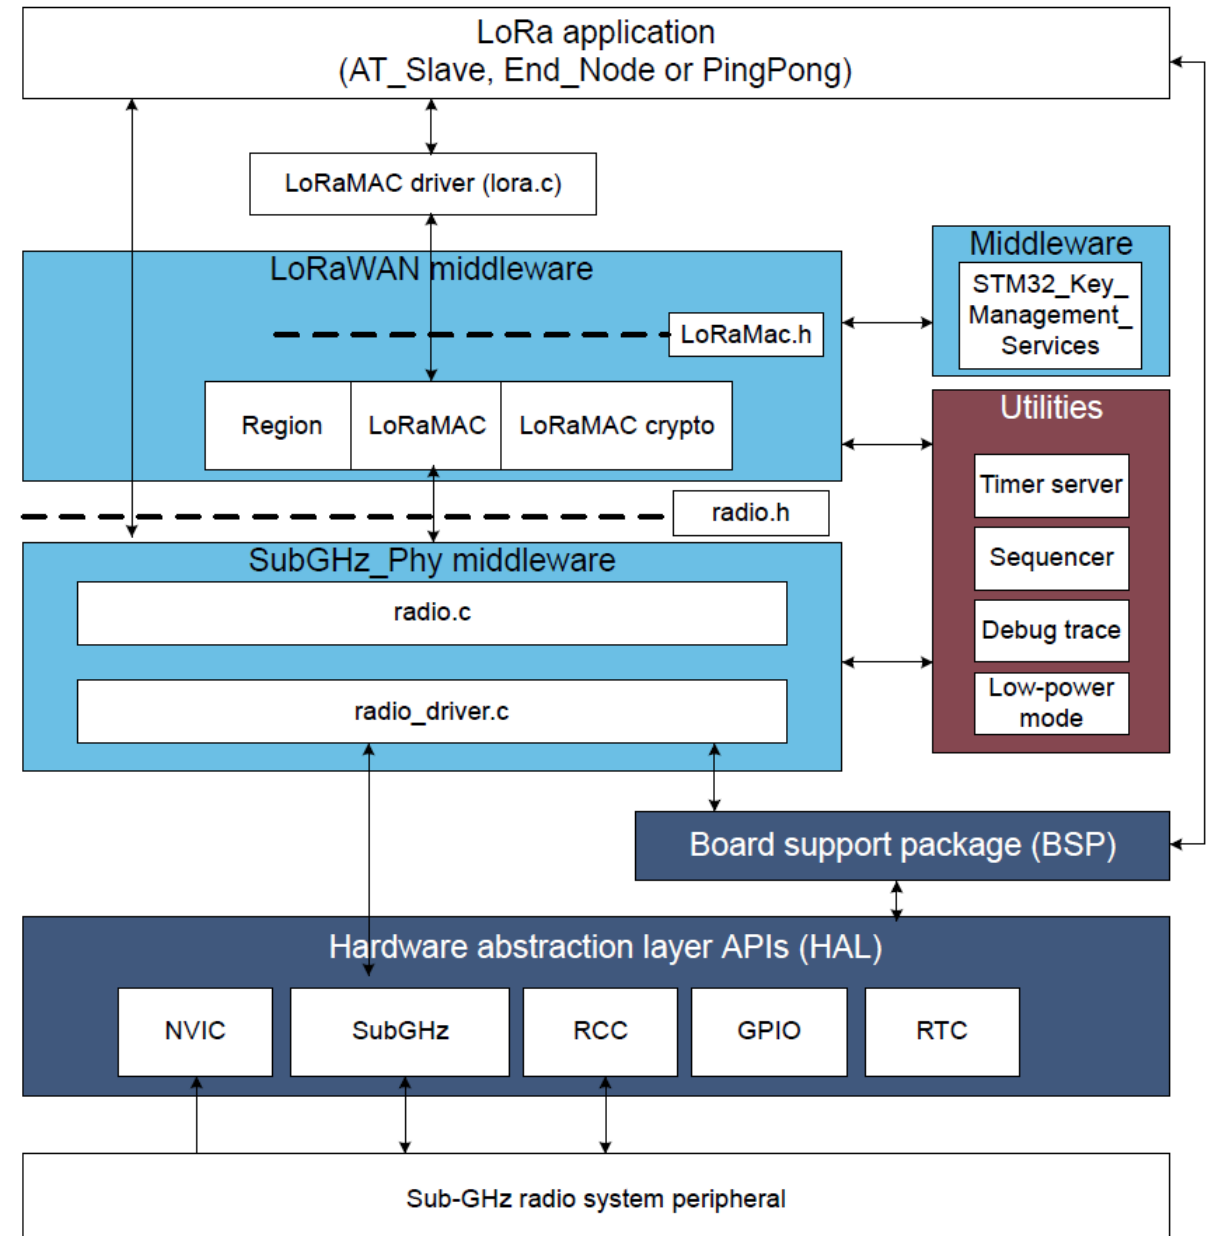 LoRa application
(AT_Slave, End_Node or PingPong)
LoRaMAC driver (lora.c)
LoRaWAN middleware
LoRaMac.h
Region
LoRaMAC
LoRaMAC crypto
Middleware
STM32_Key_
Management_
Services
Utilities
Timer server
Sequencer
Debug trace
Low-power
mode
radio.h
SubGHz_Phy middleware
radio.c
radio_driver.c
Board support package (BSP)
Hardware abstraction layer APIs (HAL)
NVIC
SubGHz
RCC
GPIO
RTC
Sub-GHz radio system peripheral